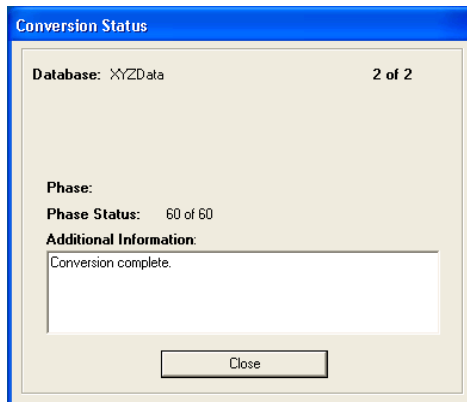 Conversion Status
Database: XYZData 2 of 2
Phase:
Phase Status: 60 of 60
Additional Information:
Conversion complete.
Close